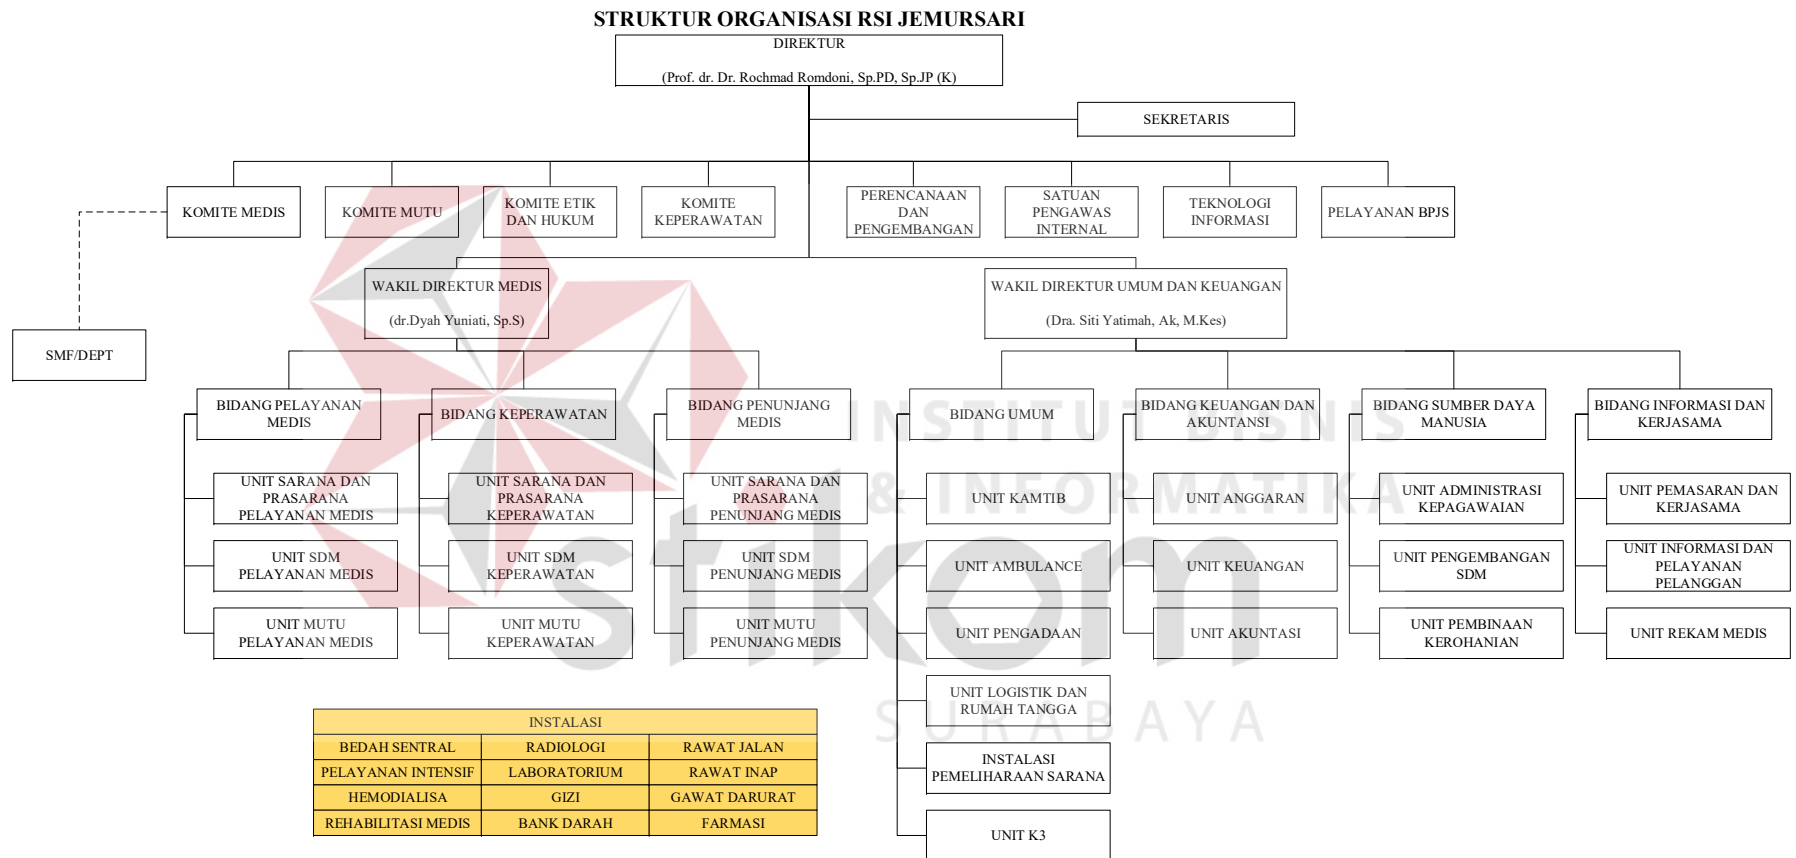 STRUKTUR ORGANISASI RSI JEMURSARI
DIREKTUR
(Prof. dr. Dr. Rochmad Romdoni, Sp.PD, Sp.JP (K)
SEKRETARIS
KOMITE MEDIS
KOMITE MUTU
KOMITE ETIK
DAN HUKUM
KOMITE
KEPERAWATAN
PERENCANAAN
DAN
PENGEMBANGAN
SATUAN
PENGAWAS
INTERNAL
TEKNOLOGI
INFORMASI
PELAYANAN BPJS
WAKIL DIREKTUR MEDIS
(dr.Dyah Yuniati, Sp.S)
WAKIL DIREKTUR UMUM DAN KEUANGAN
(Dra. Siti Yatimah, Ak, M.Kes)
SMF/DEPT
BIDANG PELAYANAN
MEDIS
BIDANG KEPERAWATAN
BIDANG PENUNJANG
MEDIS
BIDANG UMUM
BIDANG KEUANGAN DAN
AKUNTANSI
BIDANG SUMBER DAYA
MANUSIA
BIDANG INFORMASI DAN
KERJASAMA
UNIT SARANA DAN
PRASARANA
PELAYANAN MEDIS
UNIT SARANA DAN
PRASARANA
KEPERAWATAN
UNIT SARANA DAN
PRASARANA
PENUNJANG MEDIS
UNIT KAMTIB
UNIT ANGGARAN
UNIT ADMINISTRASI
KEPAGAWAIAN
UNIT PEMASARAN DAN
KERJASAMA
UNIT SDM
PELAYANAN MEDIS
UNIT SDM
KEPERAWATAN
UNIT SDM
PENUNJANG MEDIS
UNIT AMBULANCE
UNIT KEUANGAN
UNIT PENGEMBANGAN
SDM
UNIT INFORMASI DAN
PELAYANAN
PELANGGAN
UNIT MUTU
PELAYANAN MEDIS
UNIT MUTU
KEPERAWATAN
UNIT MUTU
PENUNJANG MEDIS
UNIT PENGADAAN
UNIT AKUNTASI
UNIT PEMBINAAN
KEROHANIAN
UNIT REKAM MEDIS
UNIT LOGISTIK DAN
RUMAH TANGGA
INSTALASI
PEMELIHARAAN SARANA
UNIT K3
INSTALASI
BEDAH SENTRAL
RADIOLOGI
RAWAT JALAN
PELAYANAN INTENSIF
LABORATORIUM
RAWAT INAP
HEMODIALISA
GIZI
GAWAT DARURAT
REHABILITASI MEDIS
BANK DARAH
FARMASI
INSTITUT BISNIS
& INFORMATIKA
stikom
SURABAYA